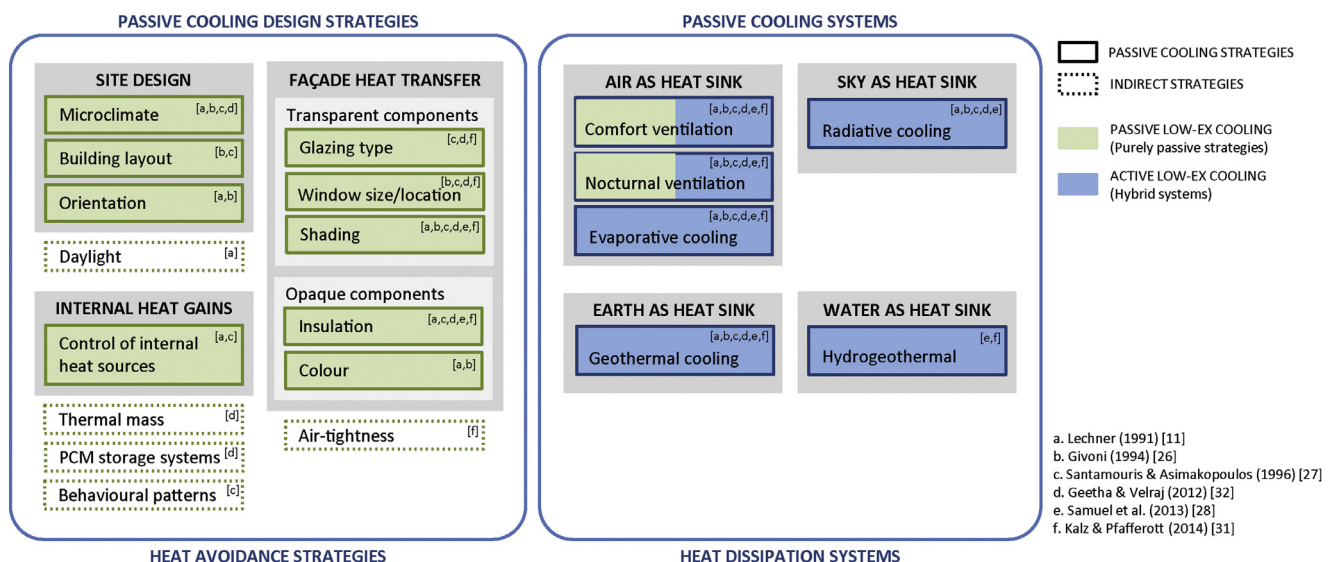 PASSIVE COOLING DESIGN STRATEGIES
SITE DESIGN
Microclimate [a,b,c,d]
Building layout [b,c]
Orientation [a,b]
Daylight [a]
INTERNAL HEAT GAINS
Control of internal [a,c]
heat sources
Thermal mass [d]
PCM storage systems [d]
Behavioural patterns [c]
FAÇADE HEAT TRANSFER
Transparent components
Glazing type [c,d,f]
Window size/location [b,c,d,f]
Shading [a,b,c,d,e,f]
Opaque components
Insulation [a,c,d,e,f]
Colour [a,b]
Air-tightness [f]
HEAT AVOIDANCE STRATEGIES
PASSIVE COOLING SYSTEMS
AIR AS HEAT SINK
Comfort ventilation [a,b,c,d,e,f]
Nocturnal ventilation [a,b,c,d,e,f]
Evaporative cooling [a,b,c,d,e,f]
SKY AS HEAT SINK
Radiative cooling [a,b,c,d,e]
EARTH AS HEAT SINK
Geothermal cooling [a,b,c,d,e,f]
WATER AS HEAT SINK
Hydrogeothermal [e,f]
HEAT DISSIPATION SYSTEMS
PASSIVE COOLING STRATEGIES
INDIRECT STRATEGIES
PASSIVE LOW-EX COOLING
(Purely passive strategies)
ACTIVE LOW-EX COOLING
(Hybrid systems)
a. Lechner (1991) [11]
b. Givoni (1994) [26]
c. Santamouris & Asimakopoulos (1996) [27]
d. Geetha & Velraj (2012) [32]
e. Samuel et al. (2013) [28]
f. Kalz & Pfafferott (2014) [31]